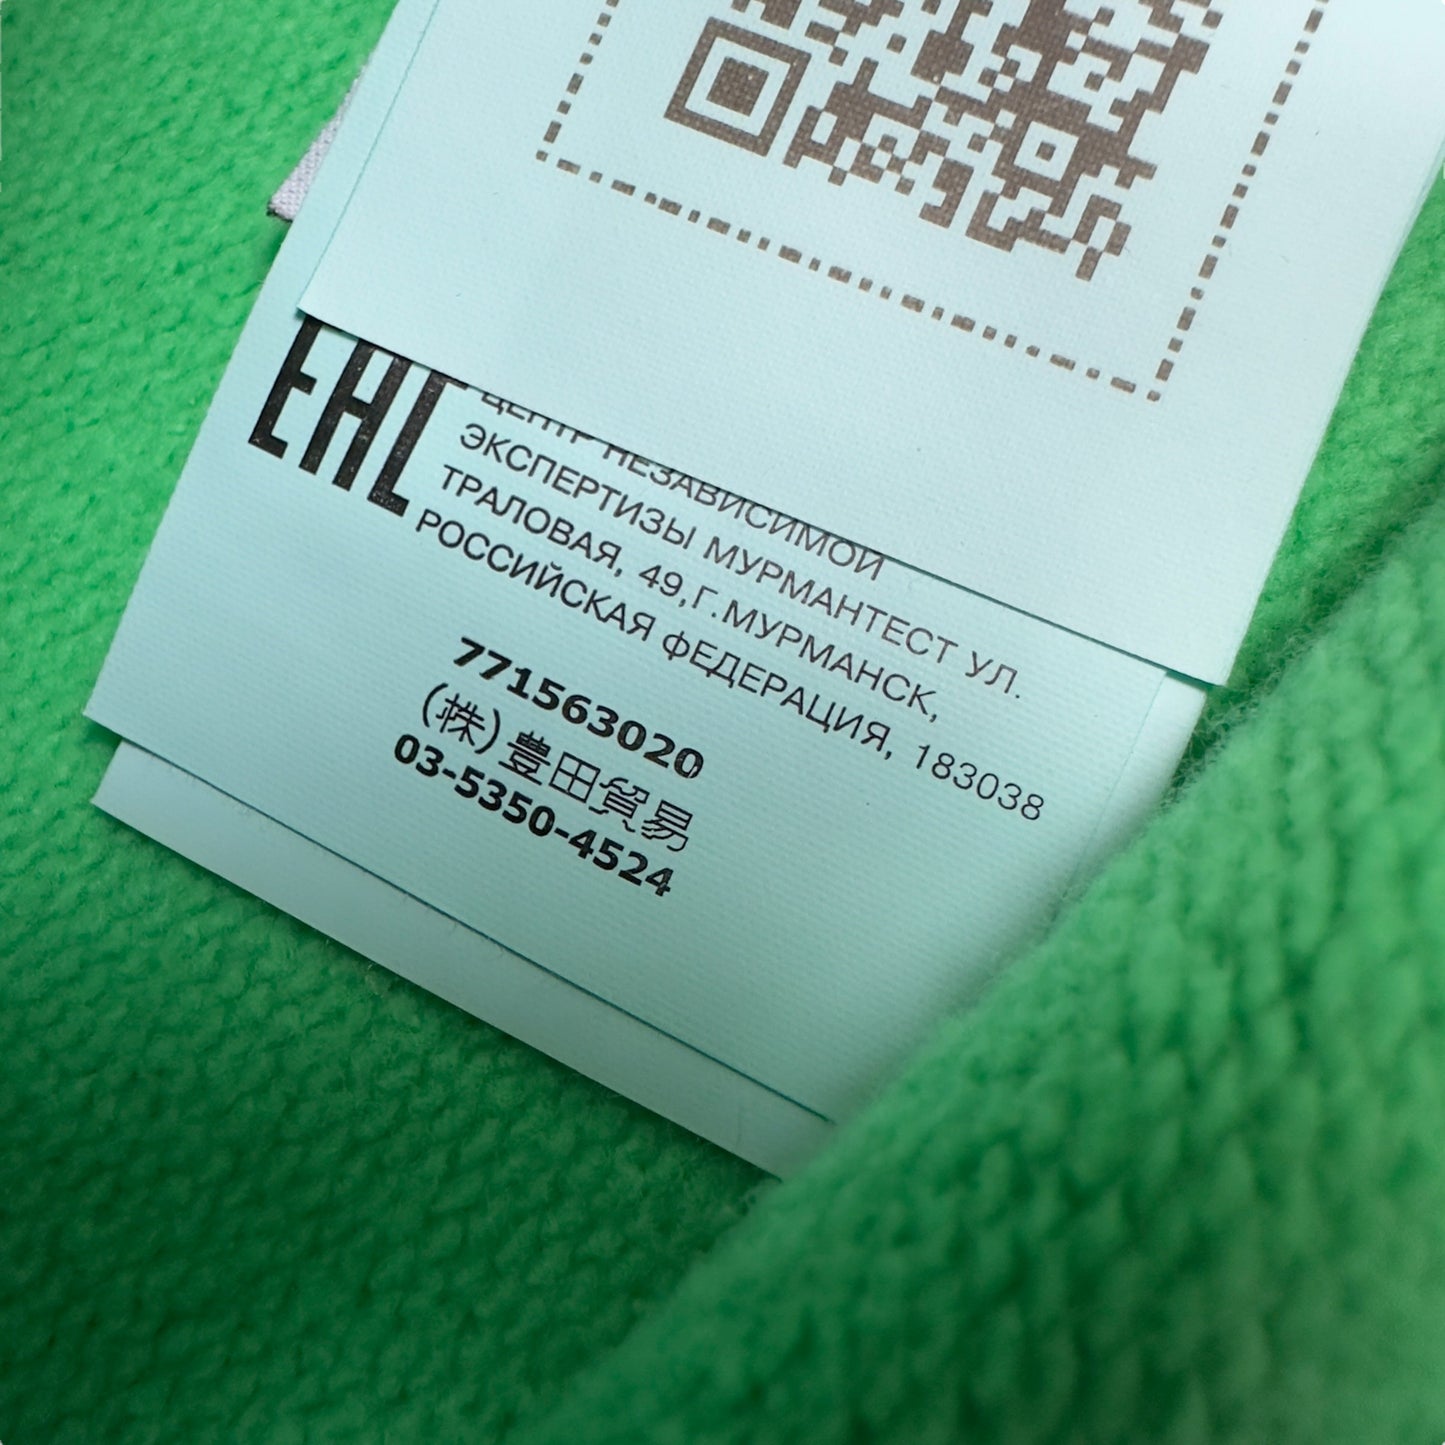 EAC
ЦЕНТР НЕЗАВИСИМОЙ
ЭКСПЕРТИЗЫ МУРМАНТЕСТ УЛ.
ТРАЛОВАЯ, 49,Г.МУРМАНСК,
РОССИЙСКАЯ ФЕДЕРАЦИЯ, 183038
771563020
(株)豊田貿易
03-5350-4524